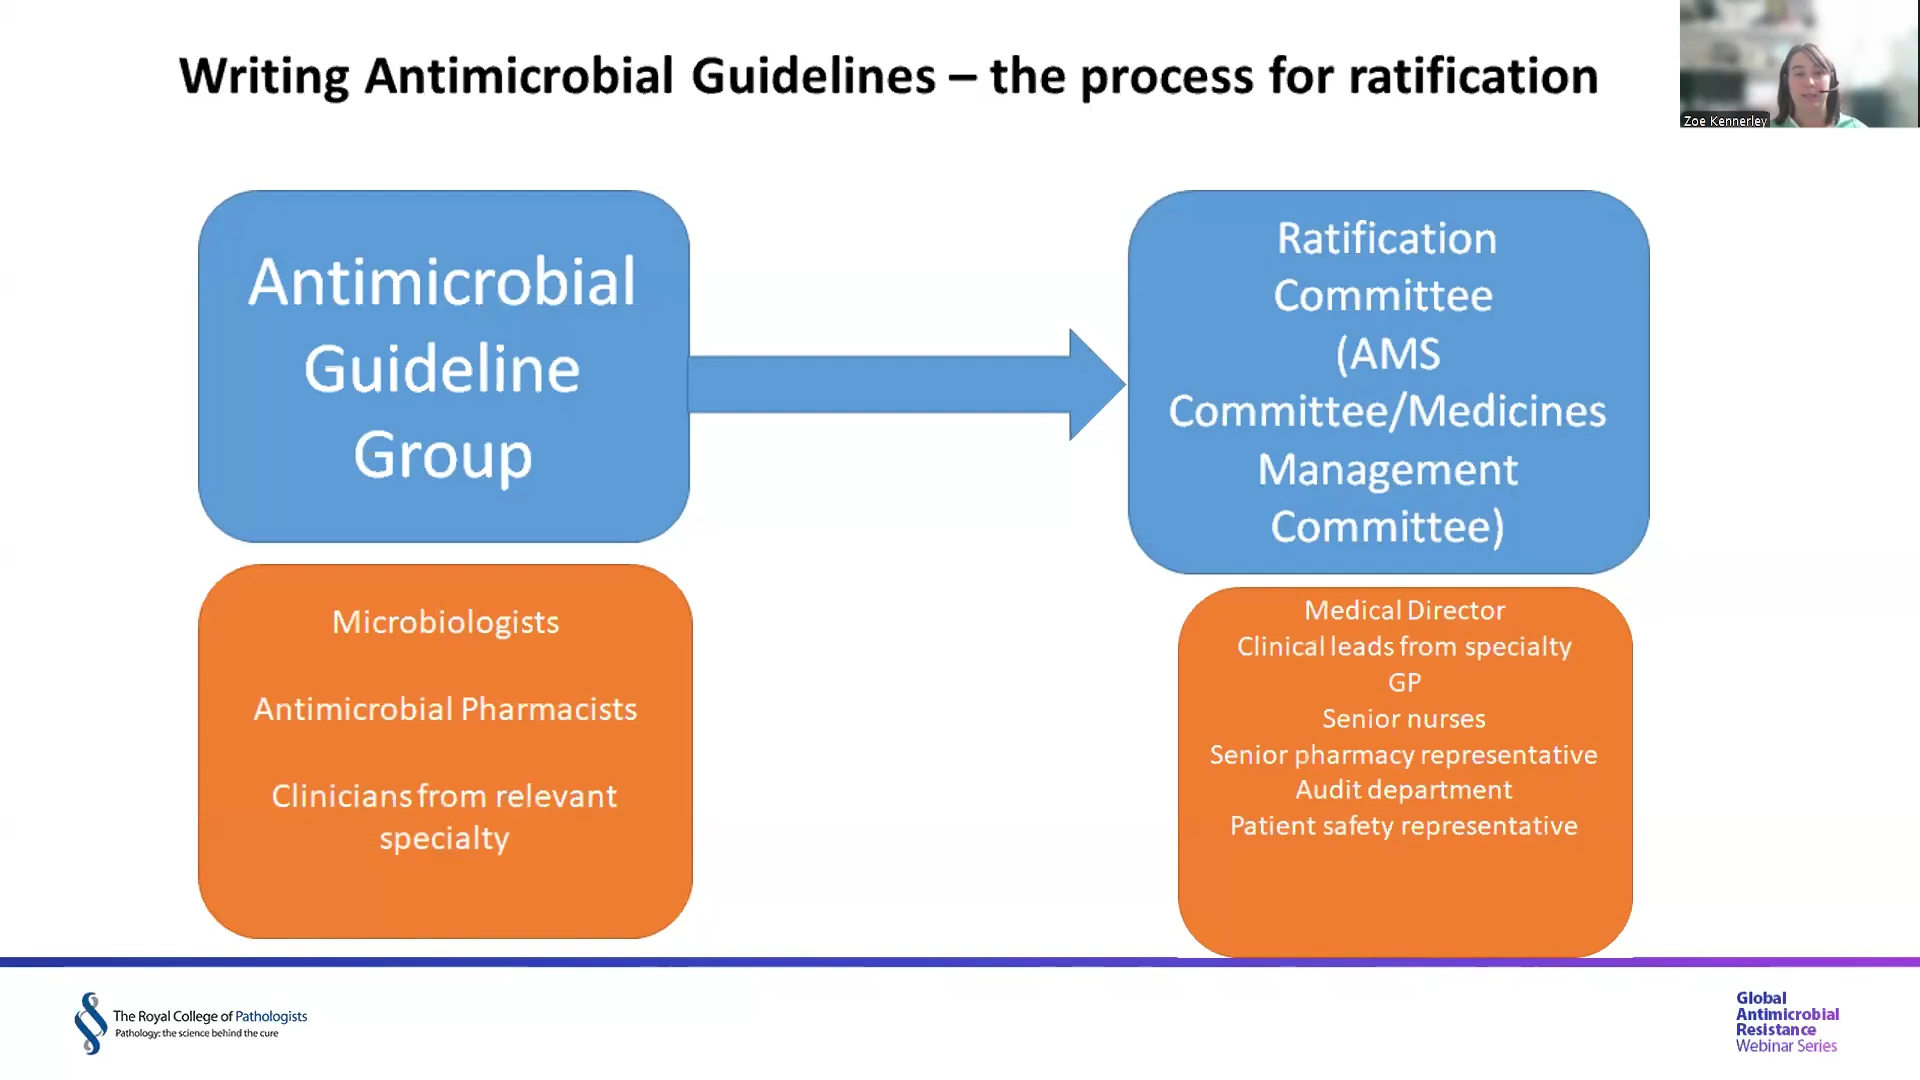 Writing Antimicrobial Guidelines – the process for ratification
Zoe Kennerley
Antimicrobial
Guideline
Group
Ratification
Committee
(AMS
Committee/Medicines
Management
Committee)
Microbiologists
Antimicrobial Pharmacists
Clinicians from relevant
specialty
Medical Director
Clinical leads from specialty
GP
Senior nurses
Senior pharmacy representative
Audit department
Patient safety representative
The Royal College of Pathologists
Pathology: the science behind the cure
Global
Antimicrobial
Resistance
Webinar Series